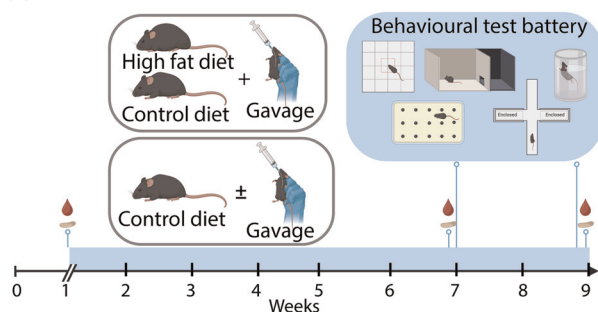 Behavioural test battery
High fat diet
+
Control diet
Gavage
Enclosed Enclosed
±
Control diet
Gavage
0 1 2 3 4 5 6 7 8 9
Weeks